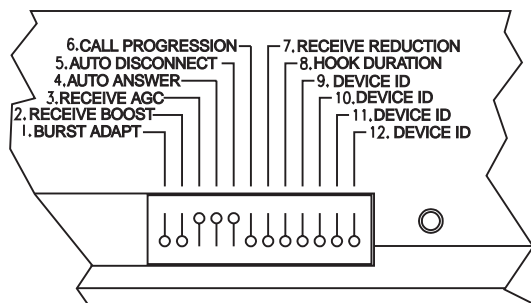 6.CALL PROGRESSION
5.AUTO DISCONNECT
4.AUTO ANSWER
3.RECEIVE AGC
2.RECEIVE BOOST
1.BURST ADAPT
7.RECEIVE REDUCTION
8.HOOK DURATION
9. DEVICE ID
10.DEVICE ID
11.DEVICE ID
12. DEVICE ID